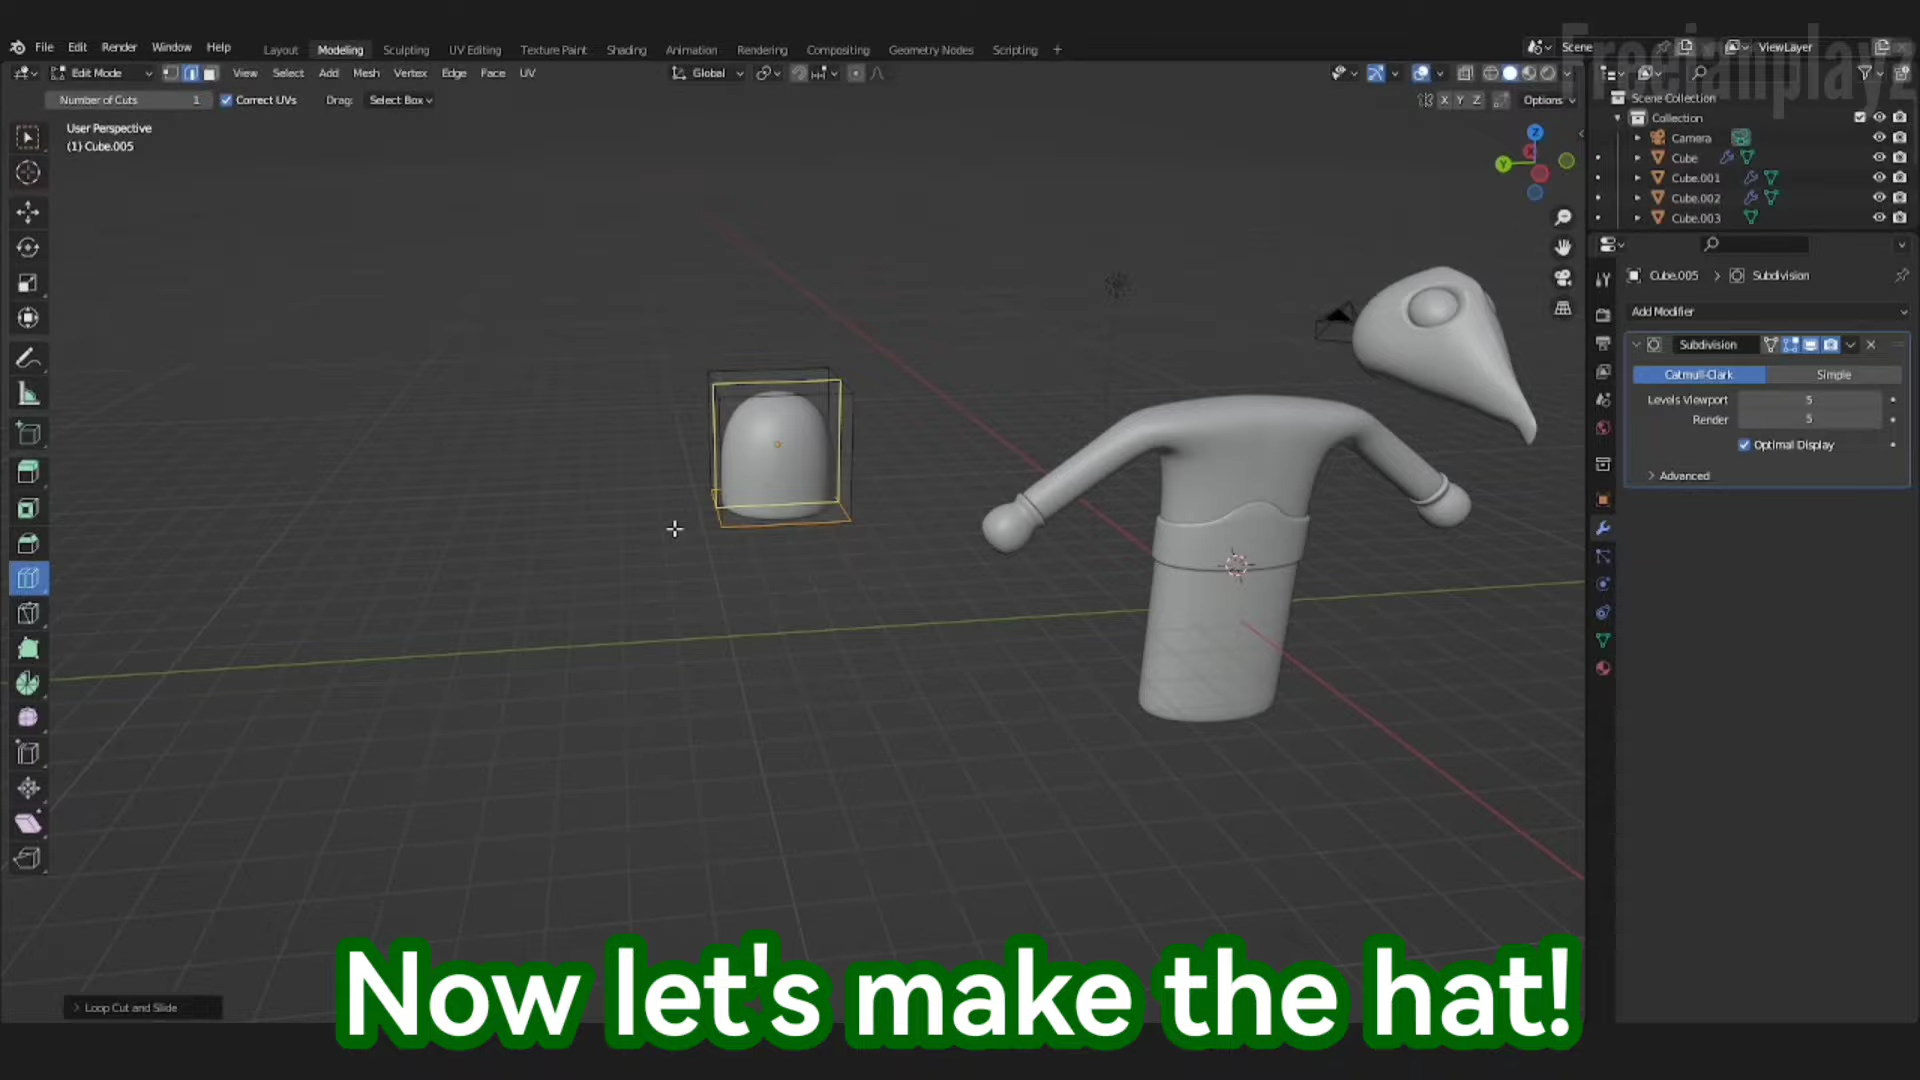 File Edit Render Window Help Layout Modeling Sculpting UV Editing Texture Paint Shading Animation Rendering Compositing Geometry Nodes Scripting + Scene ViewLayer
Freeianplayz
Edit Mode View Select Add Mesh Vertex Edge Face UV Global
Number of Cuts 1 Correct UVs Drag: Select Box X Y Z Options
Scene Collection
User Perspective
(1) Cube.005
Z
X
Y
Collection
Camera
Cube
Cube.001
Cube.002
Cube.003
Cube.005 > Subdivision
Add Modifier
Subdivision
Catmull-Clark Simple
Levels Viewport 5
Render 5
Optimal Display
Advanced
Loop Cut and Slide
Now let's make the hat!